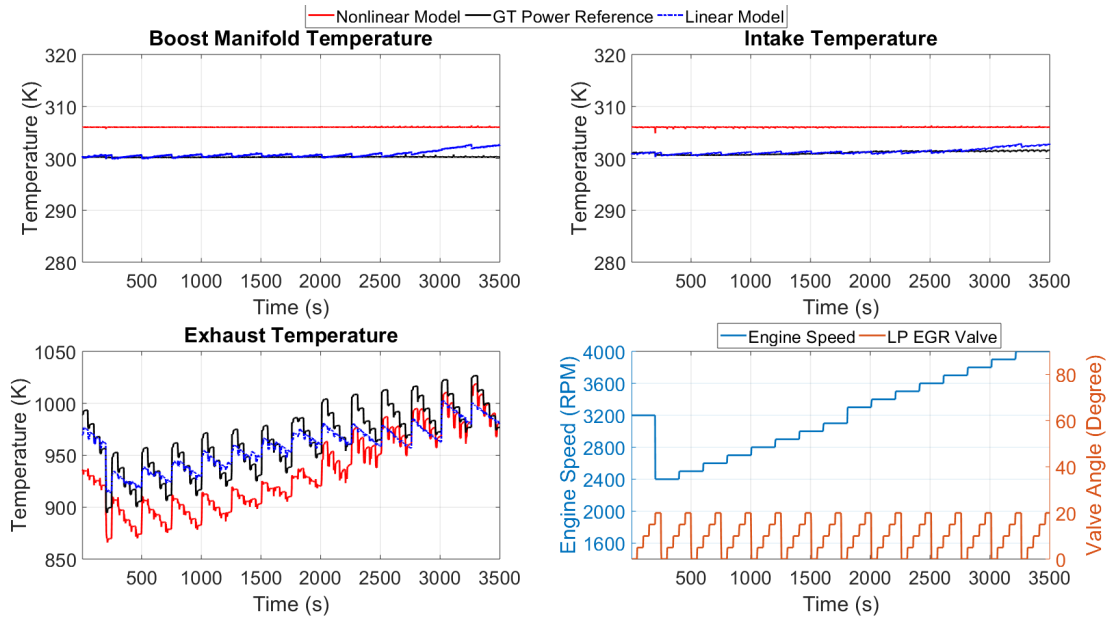 Nonlinear Model GT Power Reference Linear Model
Boost Manifold Temperature
Temperature (K)
320
310
300
290
280
500 1000 1500 2000 2500 3000 3500
Time (s)
Intake Temperature
Temperature (K)
320
310
300
290
280
500 1000 1500 2000 2500 3000 3500
Time (s)
Exhaust Temperature
Temperature (K)
1050
1000
950
900
850
500 1000 1500 2000 2500 3000 3500
Time (s)
Engine Speed LP EGR Valve
Engine Speed (RPM)
4000
3600
3200
2800
2400
2000
1600
80
60
40
20
0
Valve Angle (Degree)
500 1000 1500 2000 2500 3000 3500
Time (s)